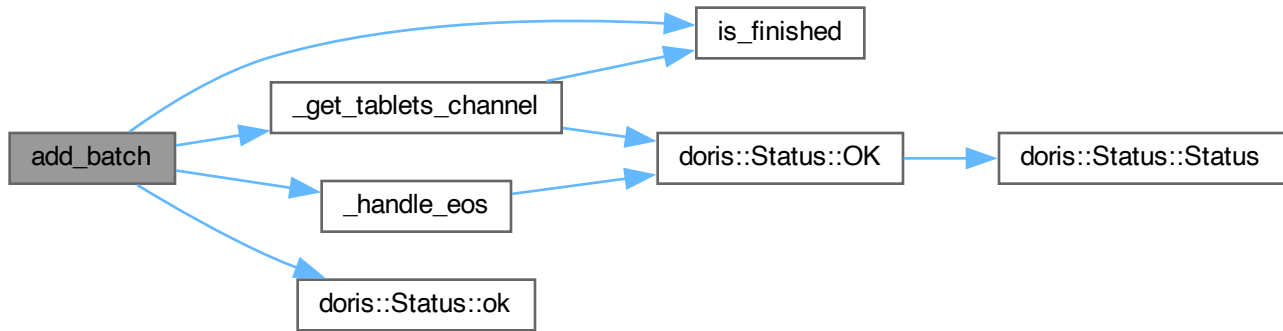 is_finished
_get_tablets_channel
add_batch
doris::Status::OK
doris::Status::Status
_handle_eos
doris::Status::ok